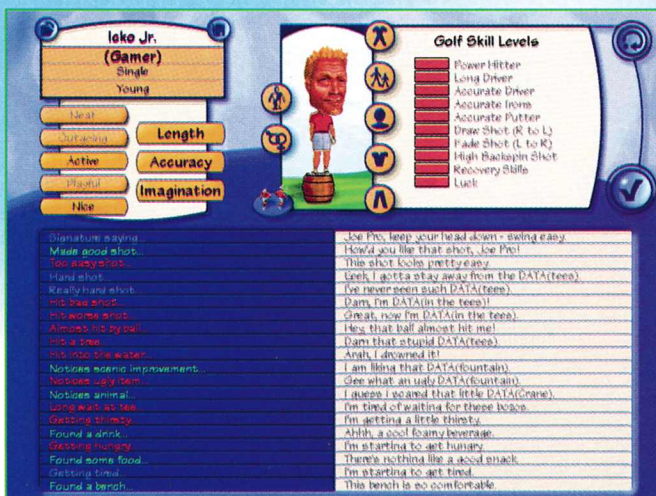 Icko Jr.
(Gamer)
Single
Young
Neat
Outgoing
Active
Playful
Nice
Length
Accuracy
Imagination
Golf Skill Levels
Power Hitter
Long Driver
Accurate Driver
Accurate Irons
Accurate Putter
Draw Shot (R to L)
Fade Shot (L to R)
High Backspin Shot
Recovery Skills
Luck
Signature saying... Joe Pro, keep your head down - swing easy.
Made good shot... How'd you like that shot, Joe Pro!
Too easy shot... This shot looks pretty easy.
Hard shot... Eeek, I gotta stay away from the DATA(tees).
Really hard shot... I've never seen such DATA(tees).
Hit bad shot... Darn, I'm DATA(in the tees)!
Hit worse shot... Great, now I'm DATA(in the tees).
Almost hit by ball... Hey, that ball almost hit me!
Hit a tree... Darn that stupid DATA(tees).
Hit into the water... Argh, I drowned it!
Notices scenic improvement... I am liking that DATA(fountain).
Notices ugly item... Gee what an ugly DATA(fountain).
Notices animal... I guess I scared that little DATA(Crane).
Long wait at tee... I'm tired of waiting for these bozos.
Getting thirsty... I'm getting a little thirsty.
Found a drink... Ahhh, a cool foamy beverage.
Getting hungry... I'm starting to get hungry.
Found some food... There's nothing like a good snack.
Getting tired... I'm starting to get tired.
Found a bench... This bench is so comfortable.